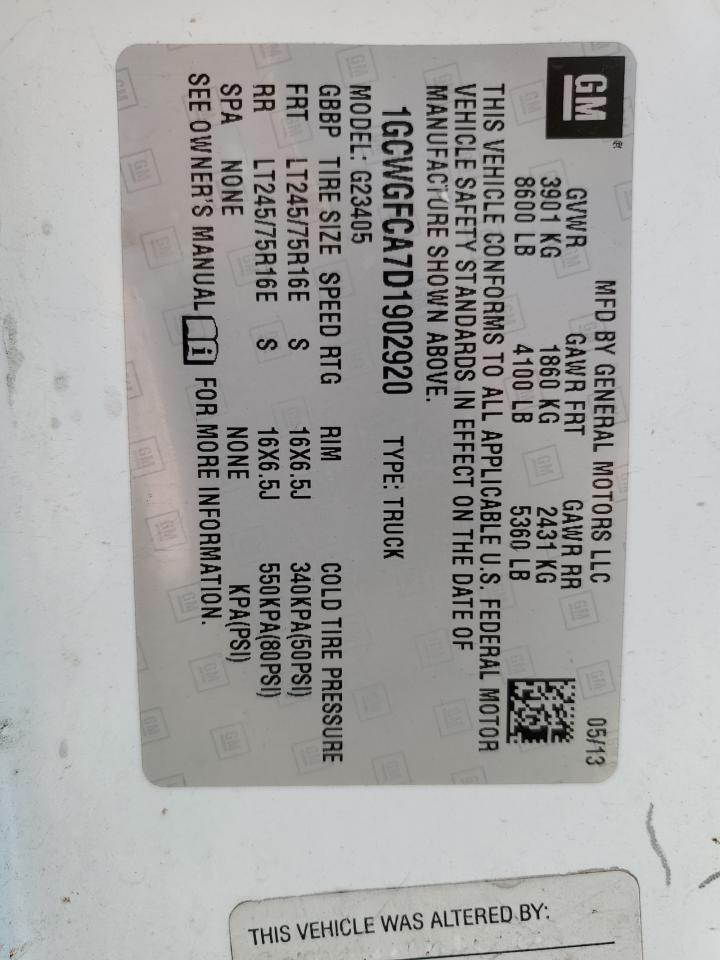 GM
MFD BY GENERAL MOTORS LLC 05/13
GVWR GAWR FRT GAWR RR
3901 KG 1860 KG 2431 KG
8600 LB 4100 LB 5360 LB
THIS VEHICLE CONFORMS TO ALL APPLICABLE U.S. FEDERAL MOTOR
VEHICLE SAFETY STANDARDS IN EFFECT ON THE DATE OF
MANUFACTURE SHOWN ABOVE.
1GCWGFCA7D1902920 TYPE: TRUCK
MODEL: G23405
GBBP TIRE SIZE SPEED RTG RIM COLD TIRE PRESSURE
FRT LT245/75R16E S 16X6.5J 340KPA(50PSI)
RR LT245/75R16E S 16X6.5J 550KPA(80PSI)
SPA NONE NONE KPA(PSI)
SEE OWNER'S MANUAL FOR MORE INFORMATION.
THIS VEHICLE WAS ALTERED BY: